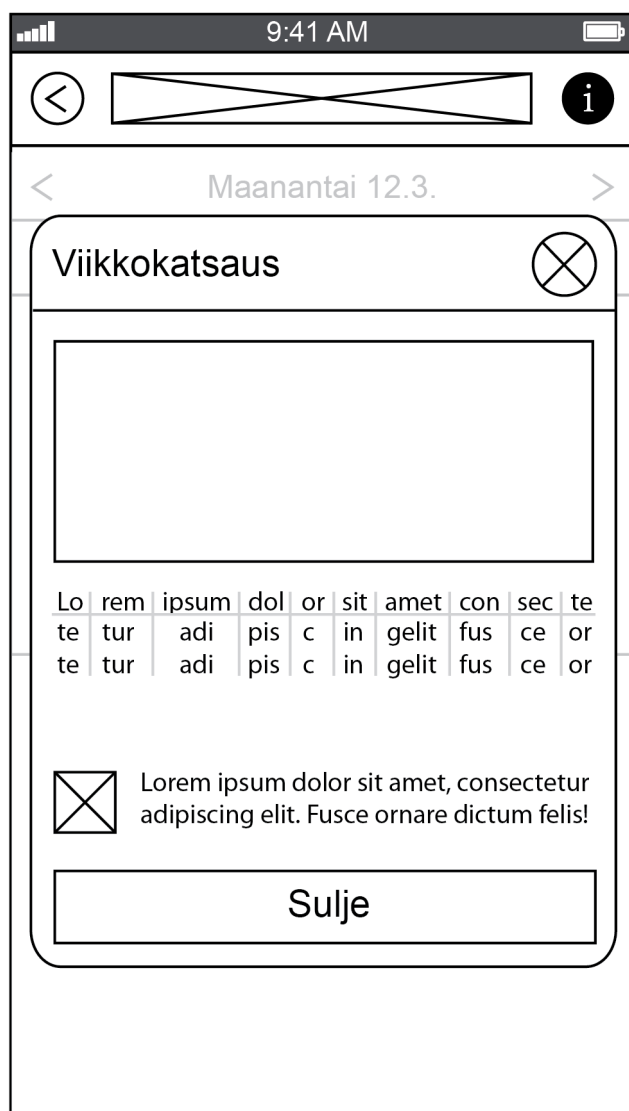 9:41 AM
i
Maanantai 12.3.
Viikkokatsaus
Lo rem ipsum dol or sit amet con sec te
te tur adi pis c in gelit fus ce or
te tur adi pis c in gelit fus ce or
Lorem ipsum dolor sit amet, consectetur
adipiscing elit. Fusce ornare dictum felis!
Sulje